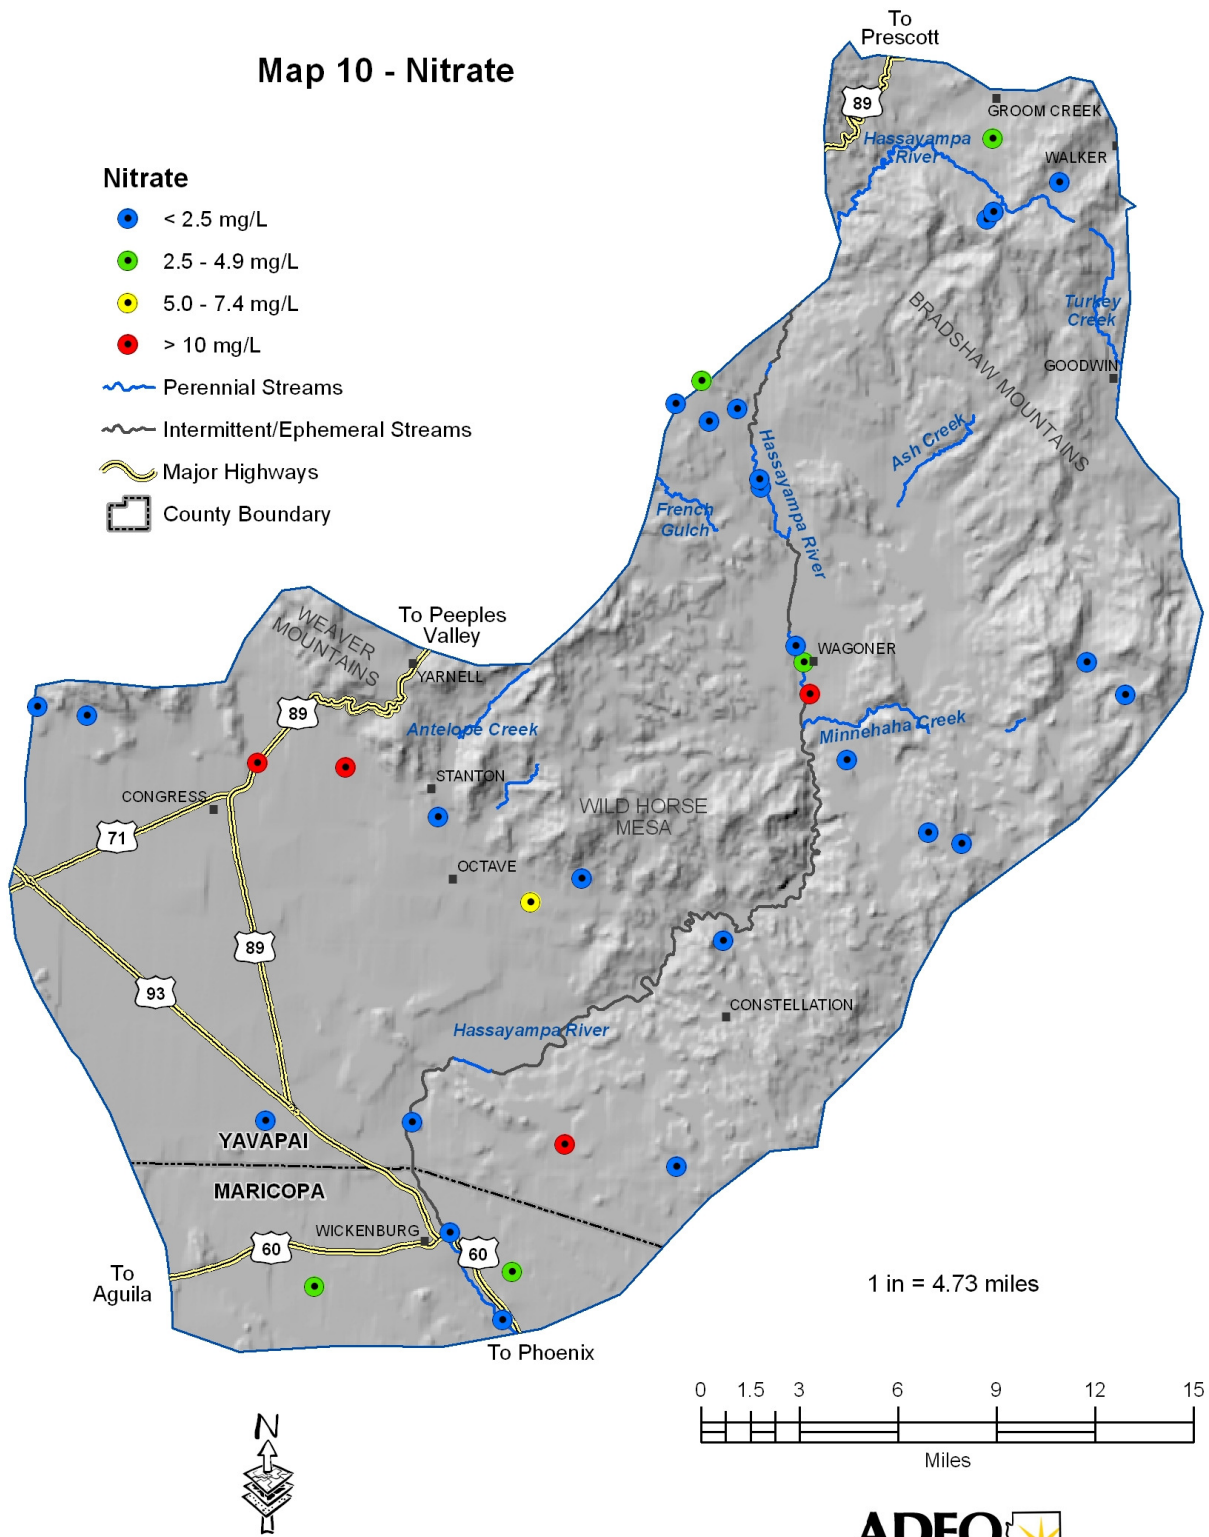 To
Prescott
Map 10 - Nitrate
89
GROOM CREEK
Hassayampa
River
WALKER
Nitrate
< 2.5 mg/L
2.5 - 4.9 mg/L
5.0 - 7.4 mg/L
> 10 mg/L
Perennial Streams
Intermittent/Ephemeral Streams
Major Highways
County Boundary
Turkey
Creek
BRADSHAW MOUNTAINS
GOODWIN
Ash Creek
Hassayampa River
French
Gulch
WEAVER
MOUNTAINS
To Peeples
Valley
YARNELL
WAGONER
89
Antelope Creek
Minnehaha Creek
STANTON
CONGRESS
WILD HORSE
MESA
71
OCTAVE
89
93
CONSTELLATION
Hassayampa River
YAVAPAI
MARICOPA
WICKENBURG
60
60
To
Aguila
1 in = 4.73 miles
To Phoenix
0 1.5 3 6 9 12 15
Miles
N
ADEQ